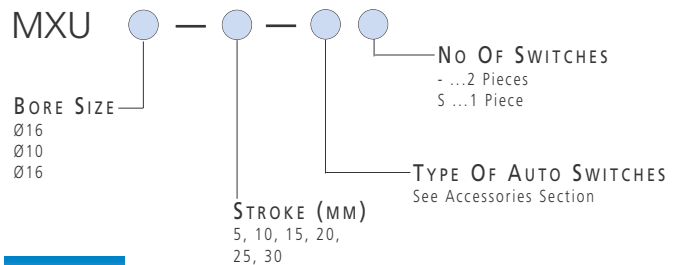 MXU — —
No Of Switches
- ...2 Pieces
S ...1 Piece
Bore Size
Ø16
Ø10
Ø16
Type Of Auto Switches
See Accessories Section
Stroke (mm)
5, 10, 15, 20,
25, 30